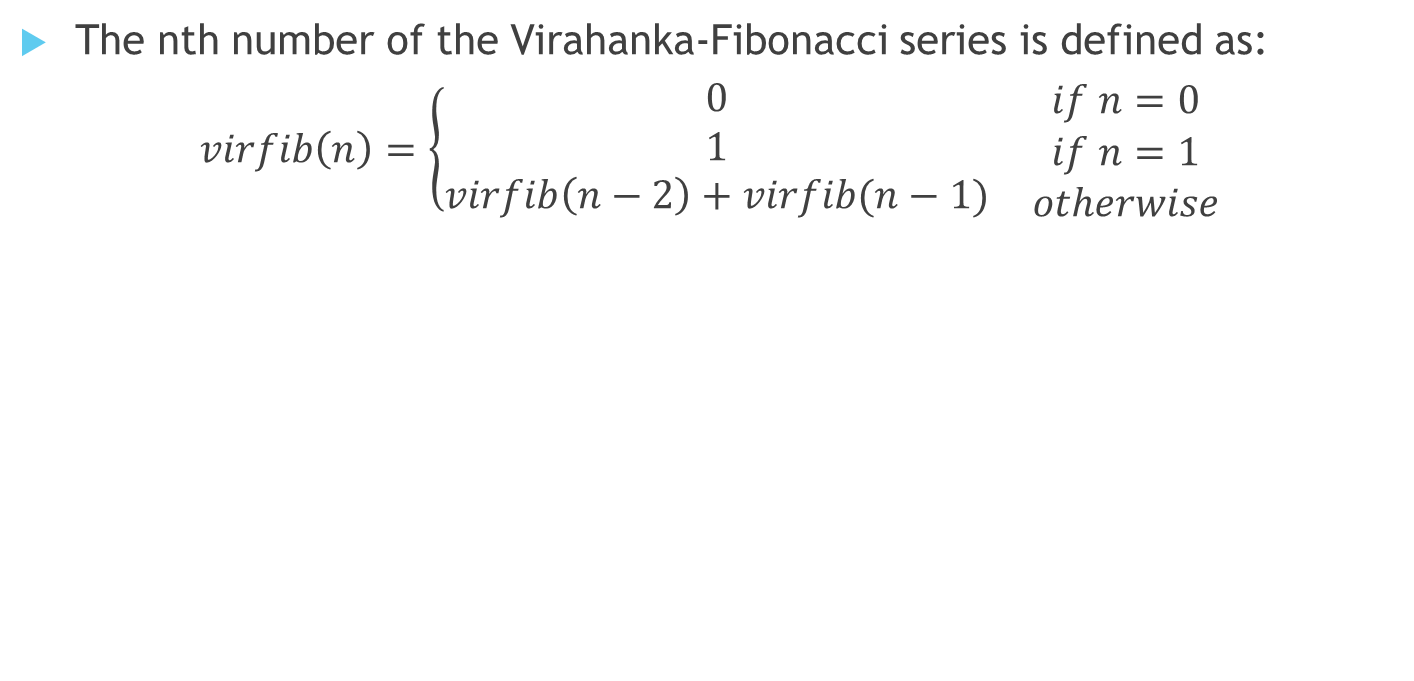 The nth number of the Virahanka-Fibonacci series is defined as:
0 if n = 0
virfib(n) = { 1 if n = 1
virfib(n − 2) + virfib(n − 1) otherwise